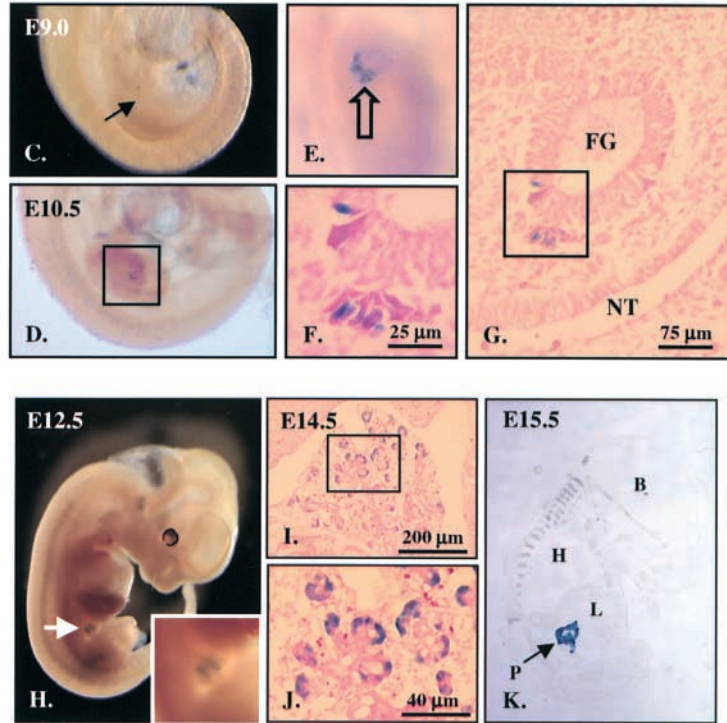 E9.0
C.
E.
FG
NT
G.
75 μm
E10.5
D.
F.
25 μm
E12.5
H.
E14.5
I.
200 μm
J.
40 μm
E15.5
B
H
L
P
K.